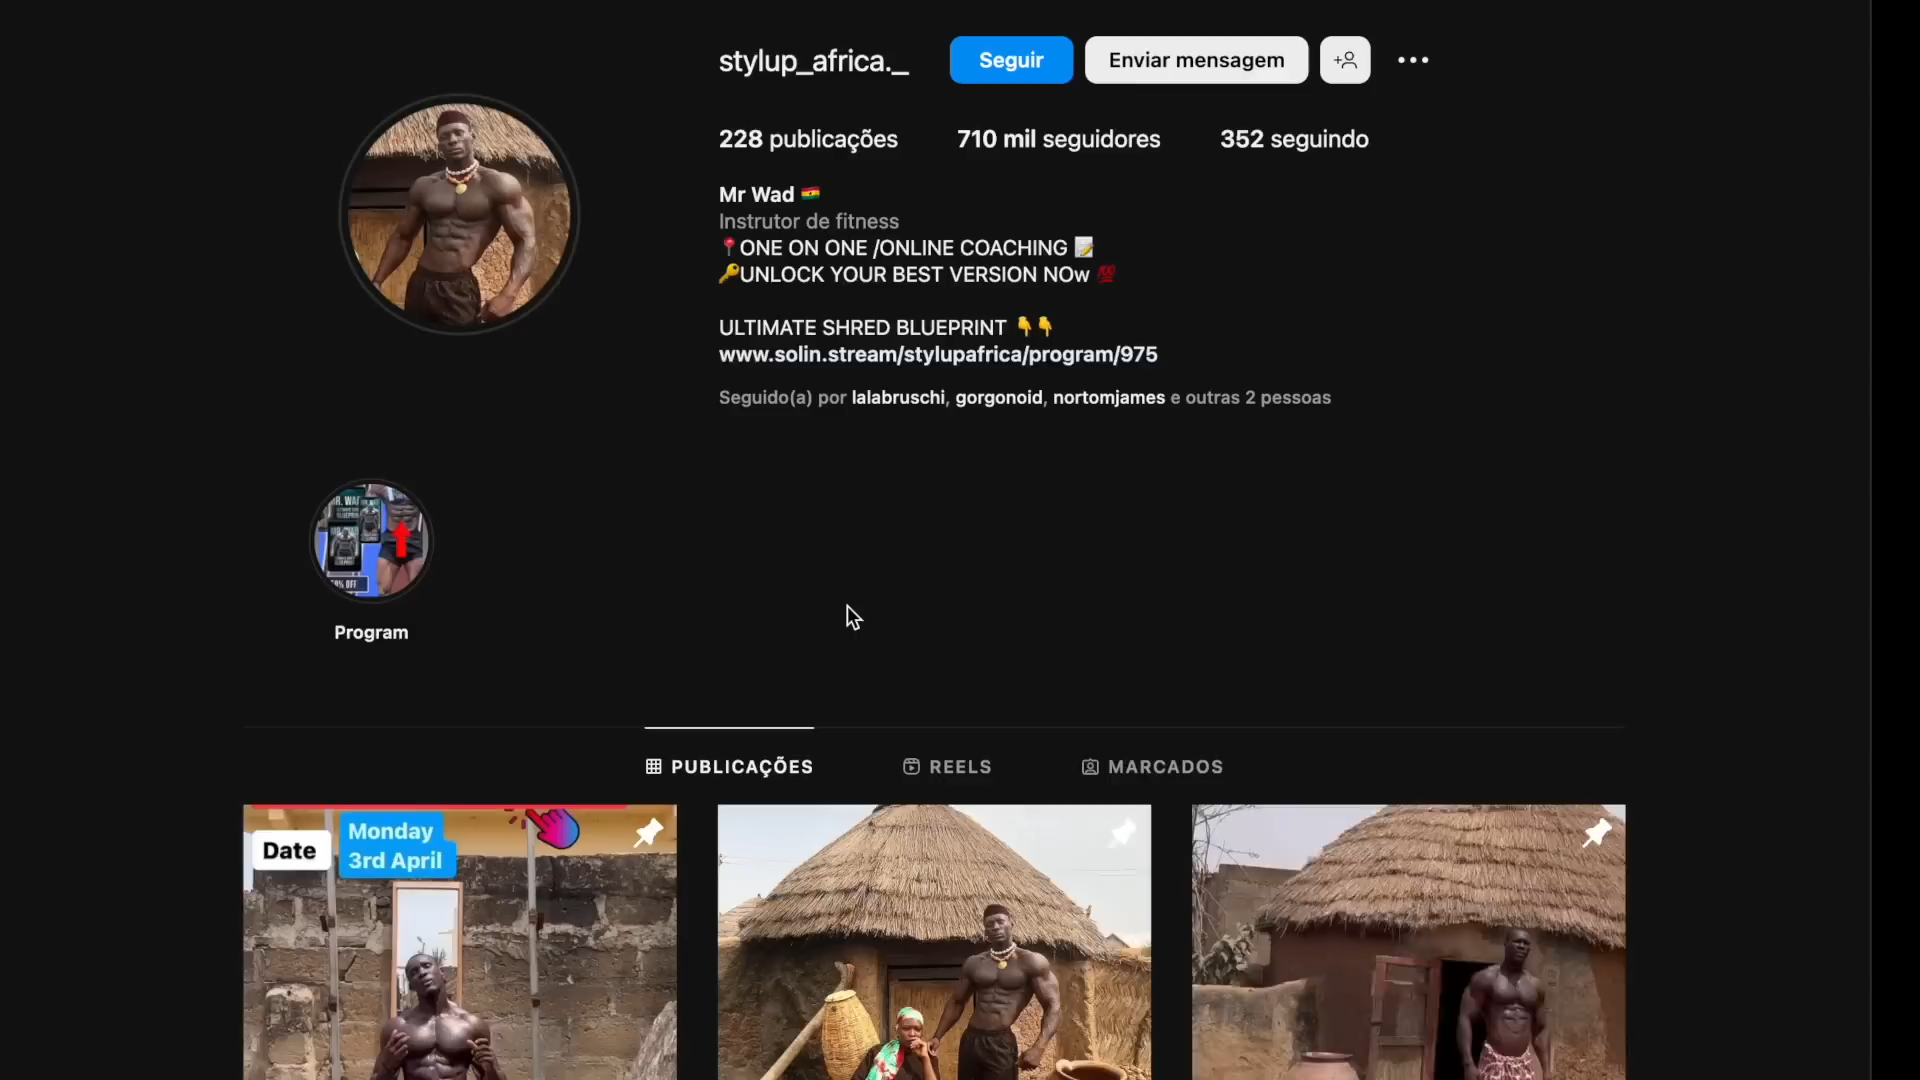 stylup_africa._ Seguir Enviar mensagem
228 publicações 710 mil seguidores 352 seguindo
Mr Wad 🇬🇭
Instrutor de fitness
📍ONE ON ONE /ONLINE COACHING 📝
🔑UNLOCK YOUR BEST VERSION NOw 💯
ULTIMATE SHRED BLUEPRINT 👇👇
www.solin.stream/stylupafrica/program/975
Seguido(a) por lalabruschi, gorgonoid, nortomjames e outras 2 pessoas
Program
PUBLICAÇÕES REELS MARCADOS
Date
Monday
3rd April